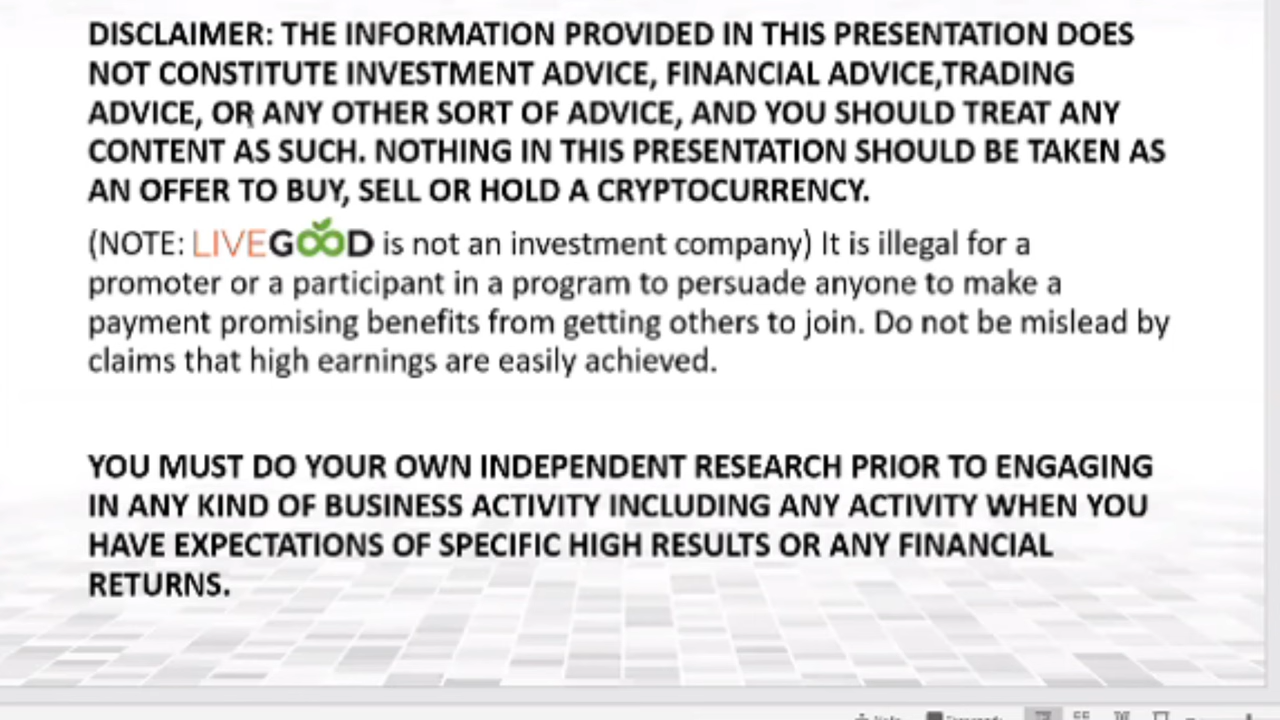 DISCLAIMER: THE INFORMATION PROVIDED IN THIS PRESENTATION DOES
NOT CONSTITUTE INVESTMENT ADVICE, FINANCIAL ADVICE,TRADING
ADVICE, OR ANY OTHER SORT OF ADVICE, AND YOU SHOULD TREAT ANY
CONTENT AS SUCH. NOTHING IN THIS PRESENTATION SHOULD BE TAKEN AS
AN OFFER TO BUY, SELL OR HOLD A CRYPTOCURRENCY.
(NOTE: LIVEGOOD is not an investment company) It is illegal for a
promoter or a participant in a program to persuade anyone to make a
payment promising benefits from getting others to join. Do not be mislead by
claims that high earnings are easily achieved.
YOU MUST DO YOUR OWN INDEPENDENT RESEARCH PRIOR TO ENGAGING
IN ANY KIND OF BUSINESS ACTIVITY INCLUDING ANY ACTIVITY WHEN YOU
HAVE EXPECTATIONS OF SPECIFIC HIGH RESULTS OR ANY FINANCIAL
RETURNS.